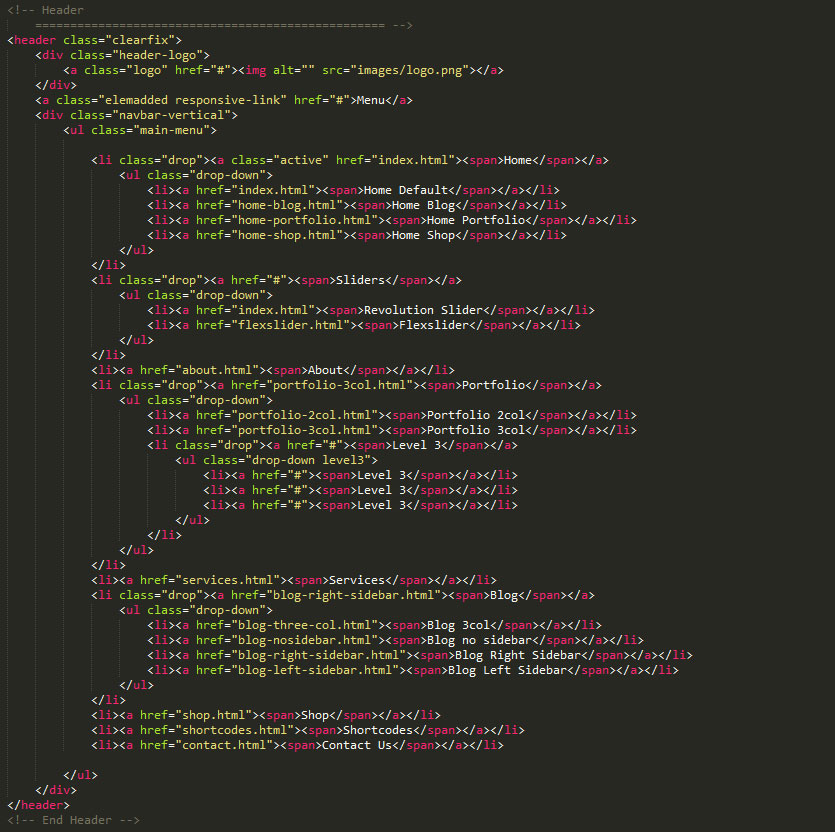 <!-- Header
================================================== -->
<header class="clearfix">
<div class="header-logo">
<a class="logo" href="#"><img alt="" src="images/logo.png"></a>
</div>
<a class="elemadded responsive-link" href="#">Menu</a>
<div class="navbar-vertical">
<ul class="main-menu">
<li class="drop"><a class="active" href="index.html"><span>Home</span></a>
<ul class="drop-down">
<li><a href="index.html"><span>Home Default</span></a></li>
<li><a href="home-blog.html"><span>Home Blog</span></a></li>
<li><a href="home-portfolio.html"><span>Home Portfolio</span></a></li>
<li><a href="home-shop.html"><span>Home Shop</span></a></li>
</ul>
</li>
<li class="drop"><a href="#"><span>Sliders</span></a>
<ul class="drop-down">
<li><a href="index.html"><span>Revolution Slider</span></a></li>
<li><a href="flexslider.html"><span>Flexslider</span></a></li>
</ul>
</li>
<li><a href="about.html"><span>About</span></a></li>
<li class="drop"><a href="portfolio-3col.html"><span>Portfolio</span></a>
<ul class="drop-down">
<li><a href="portfolio-2col.html"><span>Portfolio 2col</span></a></li>
<li><a href="portfolio-3col.html"><span>Portfolio 3col</span></a></li>
<li class="drop"><a href="#"><span>Level 3</span></a>
<ul class="drop-down level3">
<li><a href="#"><span>Level 3</span></a></li>
<li><a href="#"><span>Level 3</span></a></li>
<li><a href="#"><span>Level 3</span></a></li>
</ul>
</li>
</ul>
</li>
<li><a href="services.html"><span>Services</span></a></li>
<li class="drop"><a href="blog-right-sidebar.html"><span>Blog</span></a>
<ul class="drop-down">
<li><a href="blog-three-col.html"><span>Blog 3col</span></a></li>
<li><a href="blog-nosidebar.html"><span>Blog no sidebar</span></a></li>
<li><a href="blog-right-sidebar.html"><span>Blog Right Sidebar</span></a></li>
<li><a href="blog-left-sidebar.html"><span>Blog Left Sidebar</span></a></li>
</ul>
</li>
<li><a href="shop.html"><span>Shop</span></a></li>
<li><a href="shortcodes.html"><span>Shortcodes</span></a></li>
<li><a href="contact.html"><span>Contact Us</span></a></li>
</ul>
</div>
</header>
<!-- End Header -->